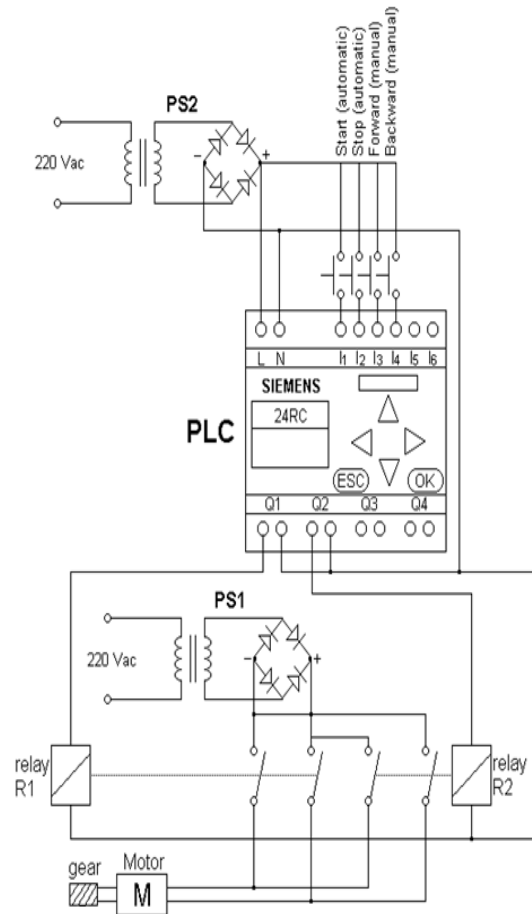 Start (automatic)
Stop (automatic)
Forward (manual)
Backward (manual)
PS2
220 Vac
- +
L N I1 I2 I3 I4 I5 I6
SIEMENS
24RC
PLC
ESC OK
Q1 Q2 Q3 Q4
PS1
220 Vac
- +
relay
R1
relay
R2
gear Motor
M